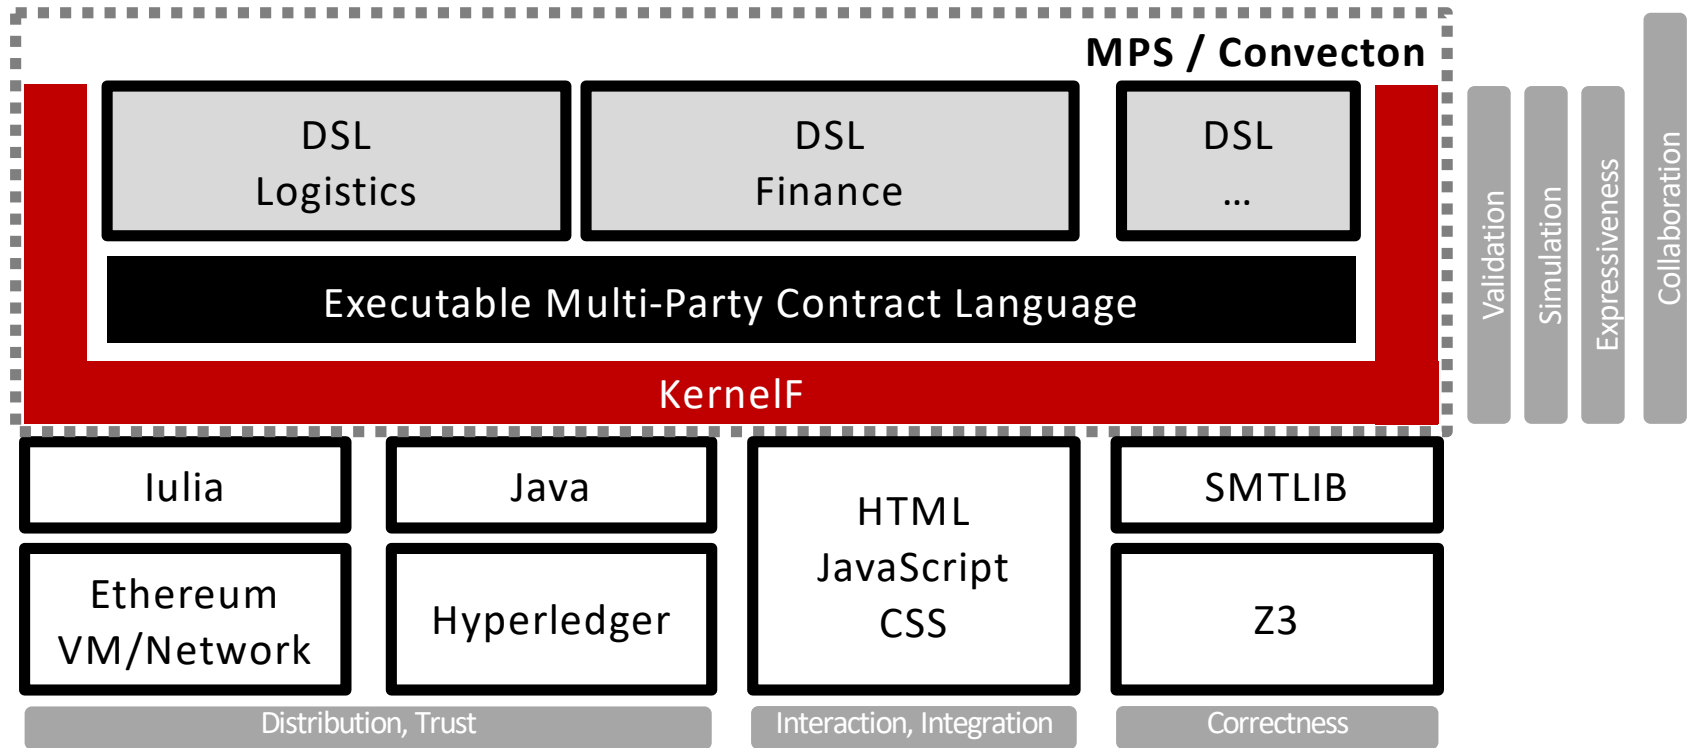 MPS / Convecton
DSL
Logistics
DSL
Finance
DSL
...
Executable Multi-Party Contract Language
KernelF
Validation
Simulation
Expressiveness
Collaboration
Iulia
Java
HTML
JavaScript
CSS
SMTLIB
Ethereum
VM/Network
Hyperledger
Z3
Distribution, Trust
Interaction, Integration
Correctness